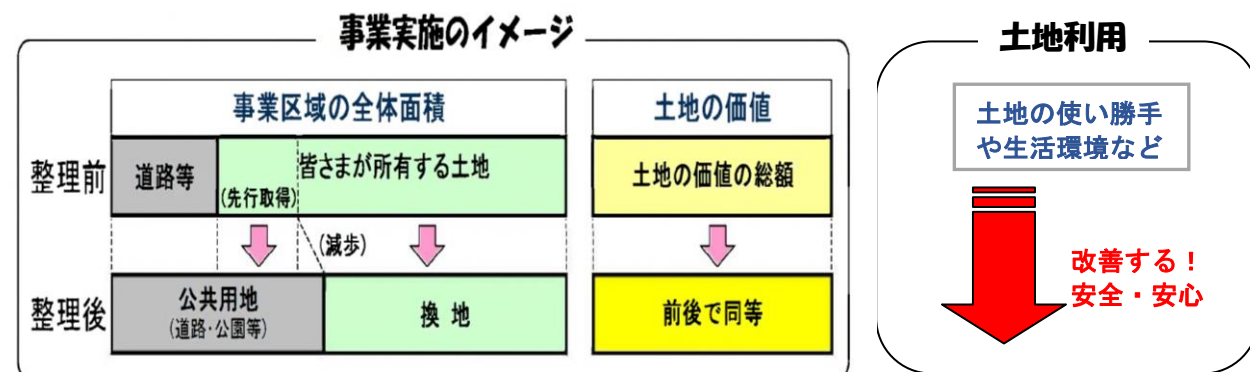 事業実施のイメージ
事業区域の全体面積
土地の価値
整理前
道路等
(先行取得)
皆さまが所有する土地
土地の価値の総額
(減歩)
整理後
公共用地
(道路・公園等)
換地
前後で同等
土地利用
土地の使い勝手
や生活環境など
改善する！
安全・安心